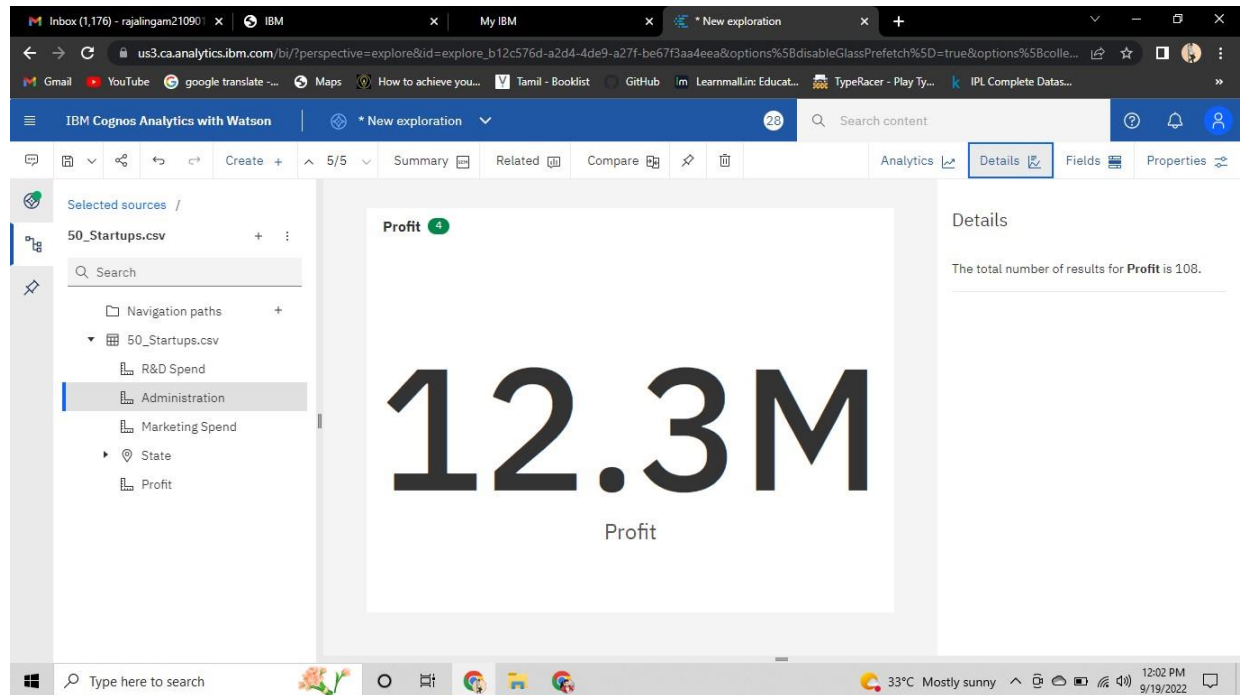 Inbox (1,176) - rajalingam210901
IBM
My IBM
* New exploration
us3.ca.analytics.ibm.com/bi/?perspective=explore&id=explore_b12c576d-a2d4-4de9-a27f-be67f3aa4eea&options%5BdisableGlassPrefetch%5D=true&options%5Bcolle...
Gmail YouTube google translate -... Maps How to achieve you... Tamil - Booklist GitHub Learnmall.in: Educat... TypeRacer - Play Ty... IPL Complete Datas... »
IBM Cognos Analytics with Watson * New exploration 28 Search content
Create + 5/5 Summary Related Compare Analytics Details Fields Properties
Selected sources /
50_Startups.csv
Search
Navigation paths
50_Startups.csv
R&D Spend
Administration
Marketing Spend
State
Profit
Profit 4
12.3M
Profit
Details
The total number of results for Profit is 108.
Type here to search
33°C Mostly sunny
12:02 PM
9/19/2022